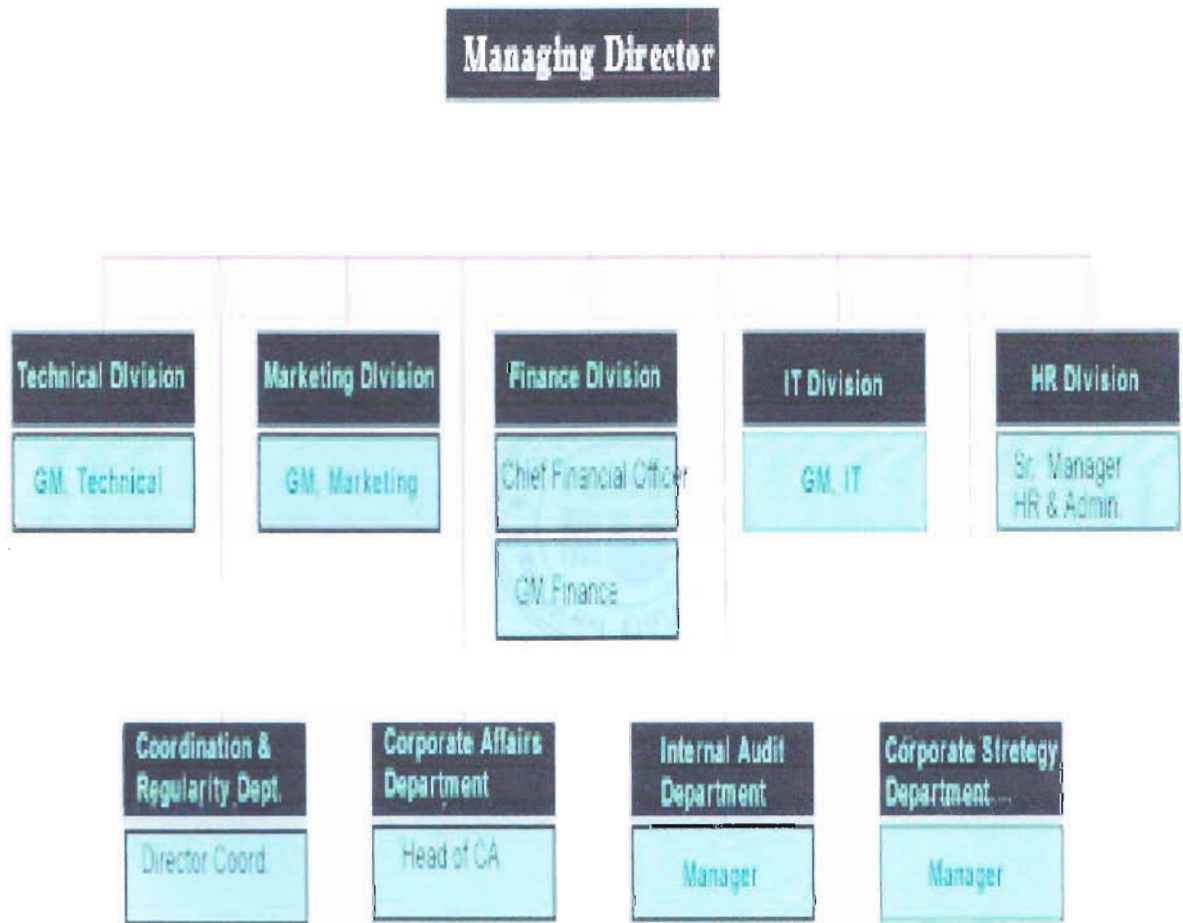 Managing Director
Technical Division
GM. Technical
Marketing Division
GM, Marketing
Finance Division
Chief Financial Officer
GM.Finance
IT Division
GM, IT
HR Division
Sr. Manager
HR & Admin.
Coordination &
Regularity Dept.
Director Coord.
Corporate Affairs
Department
Head of CA
Internal Audit
Department
Manager
Corporate Stretegy
Department...
Manager